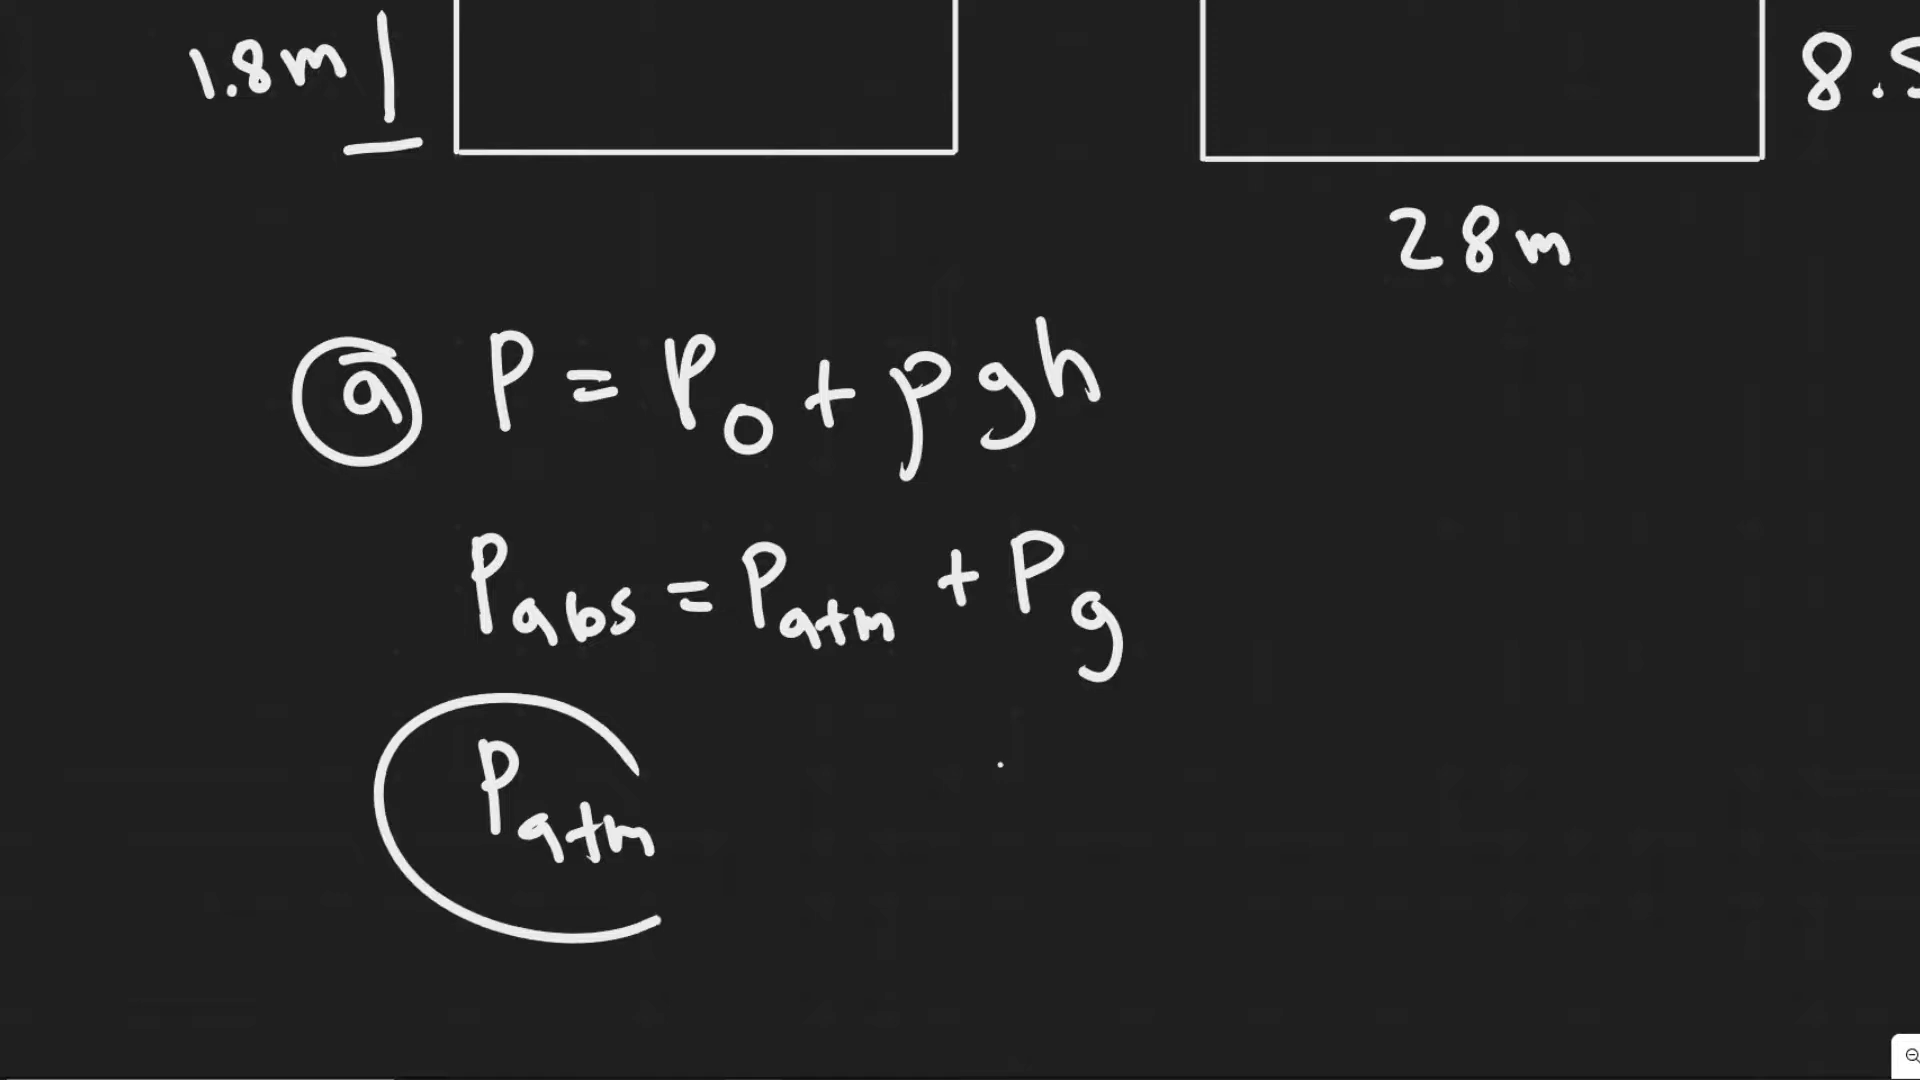 1.8m
8.5
28m
a P = P₀ + ρgh
Pabs = Patm + Pg
Patm